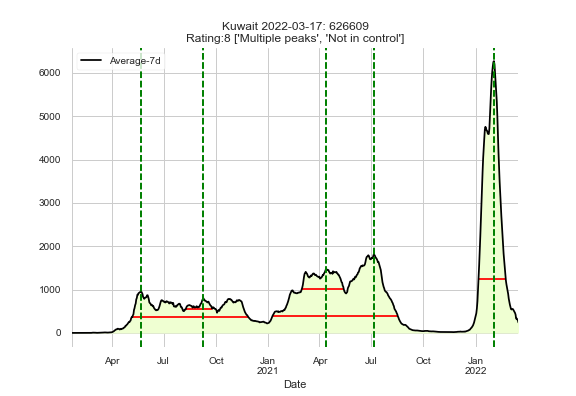 Kuwait 2022-03-17: 626609
Rating:8 ['Multiple peaks', 'Not in control']
Average-7d
6000
5000
4000
3000
2000
1000
0
Apr Jul Oct Jan Apr Jul Oct Jan
2021 2022
Date